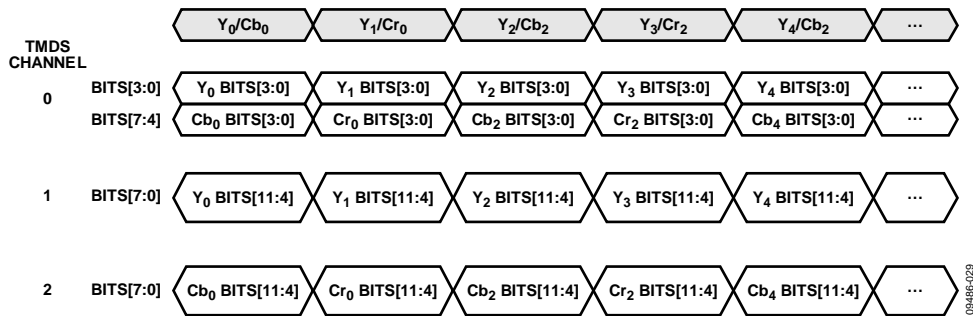 Y0/Cb0 Y1/Cr0 Y2/Cb2 Y3/Cr2 Y4/Cb2 ...
TMDS
CHANNEL
0
BITS[3:0] Y0 BITS[3:0] Y1 BITS[3:0] Y2 BITS[3:0] Y3 BITS[3:0] Y4 BITS[3:0] ...
BITS[7:4] Cb0 BITS[3:0] Cr0 BITS[3:0] Cb2 BITS[3:0] Cr2 BITS[3:0] Cb4 BITS[3:0] ...
1 BITS[7:0] Y0 BITS[11:4] Y1 BITS[11:4] Y2 BITS[11:4] Y3 BITS[11:4] Y4 BITS[11:4] ...
2 BITS[7:0] Cb0 BITS[11:4] Cr0 BITS[11:4] Cb2 BITS[11:4] Cr2 BITS[11:4] Cb4 BITS[11:4] ...
09486-029